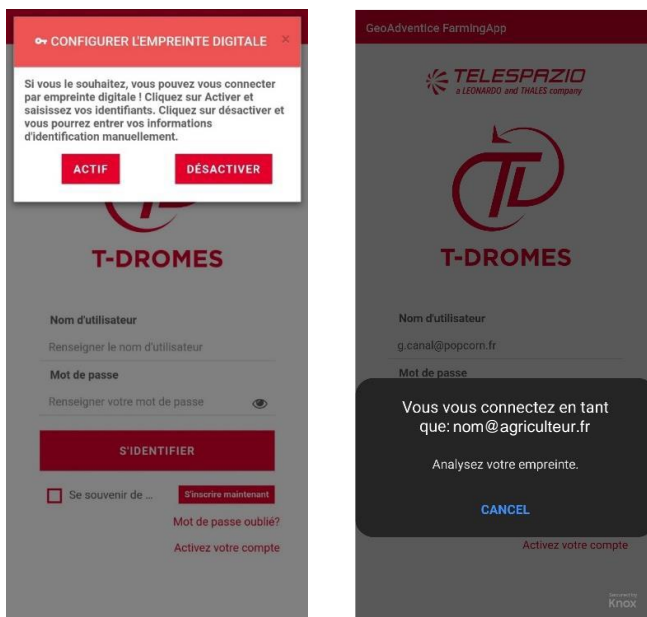 CONFIGURER L'EMPREINTE DIGITALE ×
Si vous le souhaitez, vous pouvez vous connecter
par empreinte digitale ! Cliquez sur Activer et
saisissez vos identifiants. Cliquez sur désactiver et
vous pourrez entrer vos informations
d'identification manuellement.
ACTIF DÉSACTIVER
T-DROMES
Nom d'utilisateur
Renseigner le nom d'utilisateur
Mot de passe
Renseigner votre mot de passe
S'IDENTIFIER
Se souvenir de ... S'inscrire maintenant
Mot de passe oublié?
Activez votre compte
GeoAdventice FarmingApp
TELESPAZIO
a LEONARDO and THALES company
T-DROMES
Nom d'utilisateur
g.canal@popcorn.fr
Mot de passe
Vous vous connectez en tant
que: nom@agriculteur.fr
Analysez votre empreinte.
CANCEL
Activez votre compte
Secured by
Knox